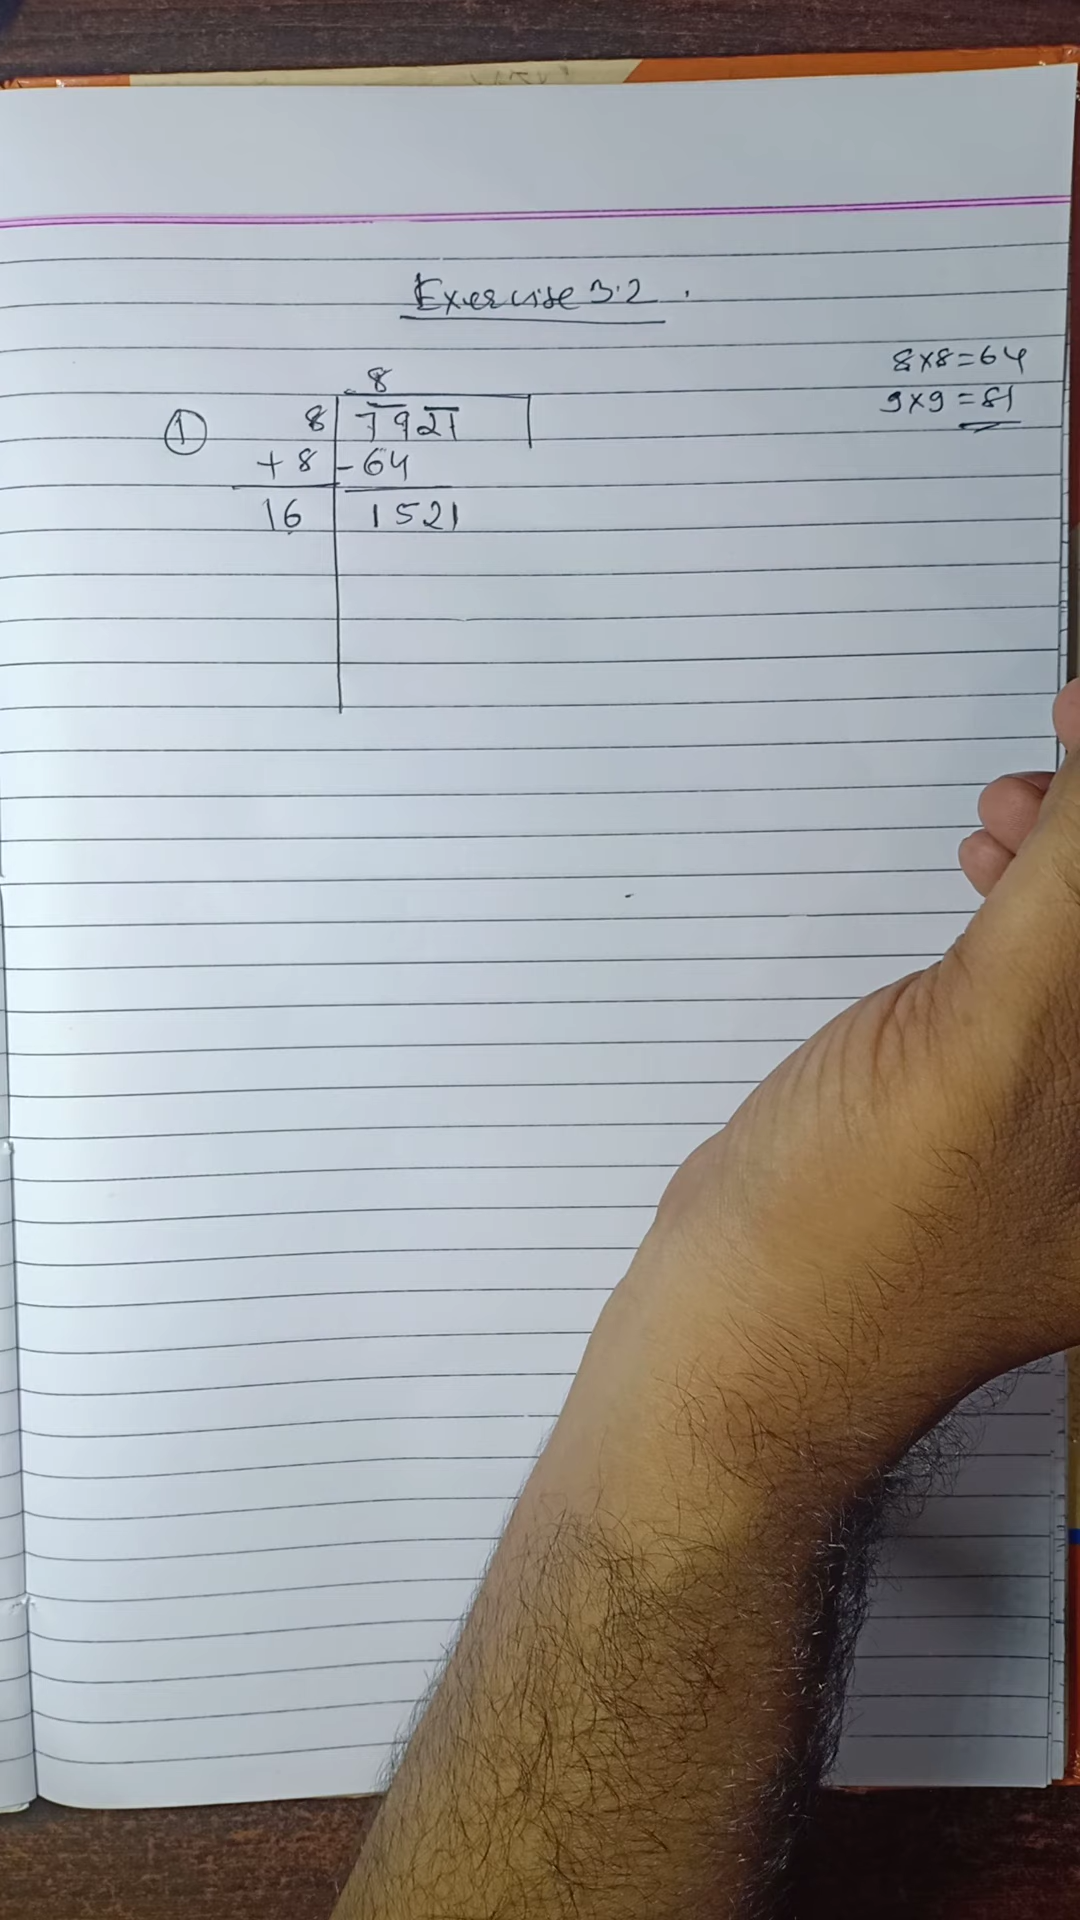 Exercise 3.2 .
8×8=64
9×9=81
8
① 8 7921
+8 -64
16 1521